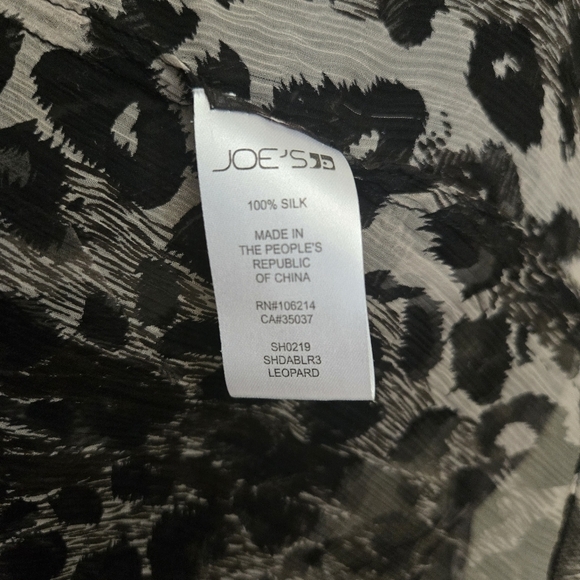 JOE'S
100% SILK
MADE IN
THE PEOPLE'S
REPUBLIC
OF CHINA
RN#106214
CA#35037
SH0219
SHDABLR3
LEOPARD